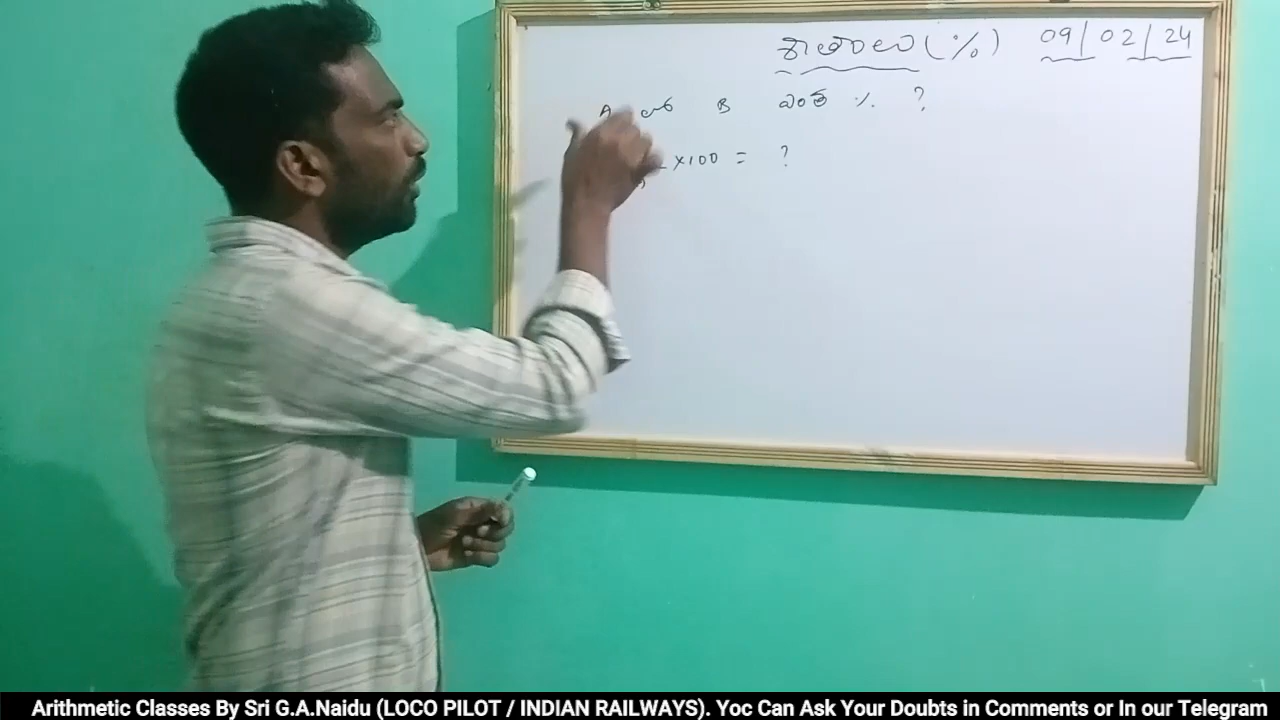 శాతాలు (%) 09/02/24
A లో B ఎంత % ?
×100 = ?
Arithmetic Classes By Sri G.A.Naidu (LOCO PILOT / INDIAN RAILWAYS). Yoc Can Ask Your Doubts in Comments or In our Telegram